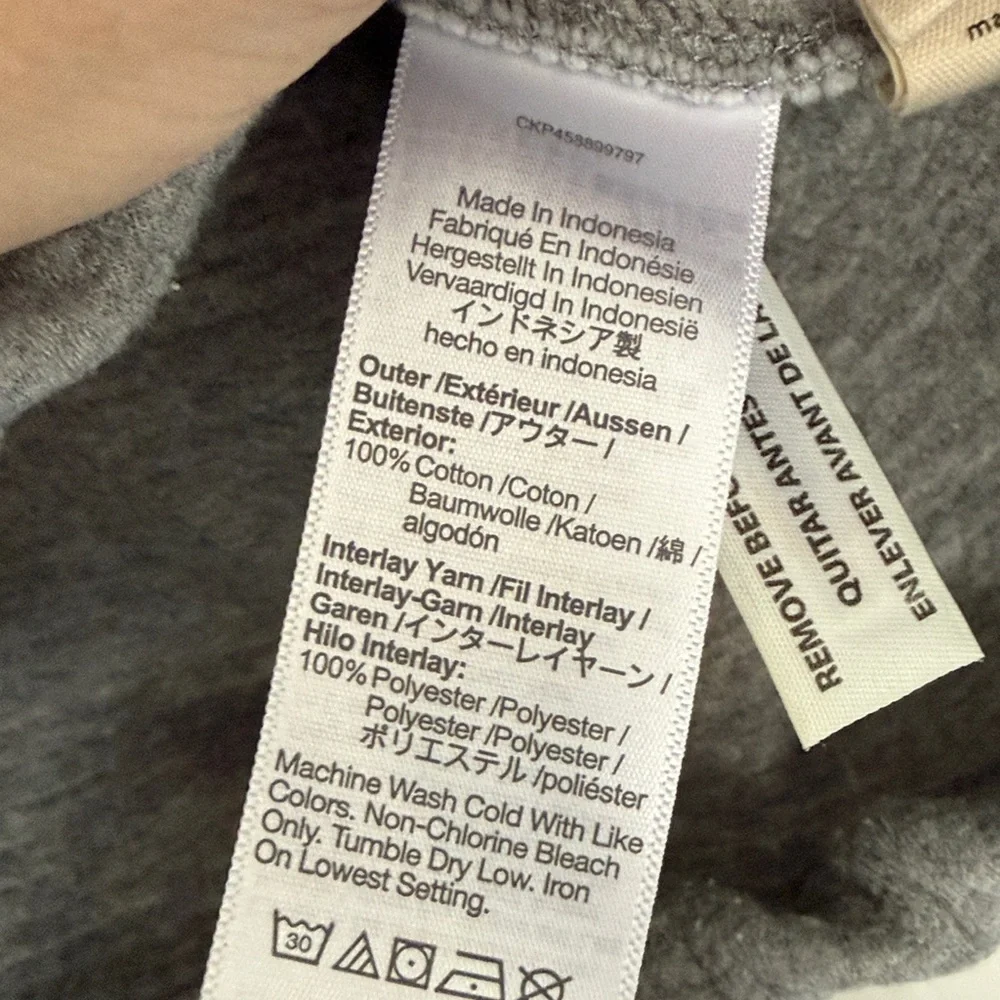 CKP458899797
Made In Indonesia
Fabriqué En Indonésie
Hergestellt In Indonesien
Vervaardigd In Indonesië
インドネシア製
hecho en indonesia
Outer /Extérieur /Aussen /
Buitenste /アウター /
Exterior:
100% Cotton /Coton /
Baumwolle /Katoen /綿 /
algodón
Interlay Yarn /Fil Interlay /
Interlay-Garn /Interlay
Garen /インターレイヤーン /
Hilo Interlay:
100% Polyester /Polyester /
Polyester /Polyester /
ポリエステル /poliéster
Machine Wash Cold With Like
Colors. Non-Chlorine Bleach
Only. Tumble Dry Low. Iron
On Lowest Setting.
30
REMOVE
QUITAR ANTES
ENLEVER AVANT DE